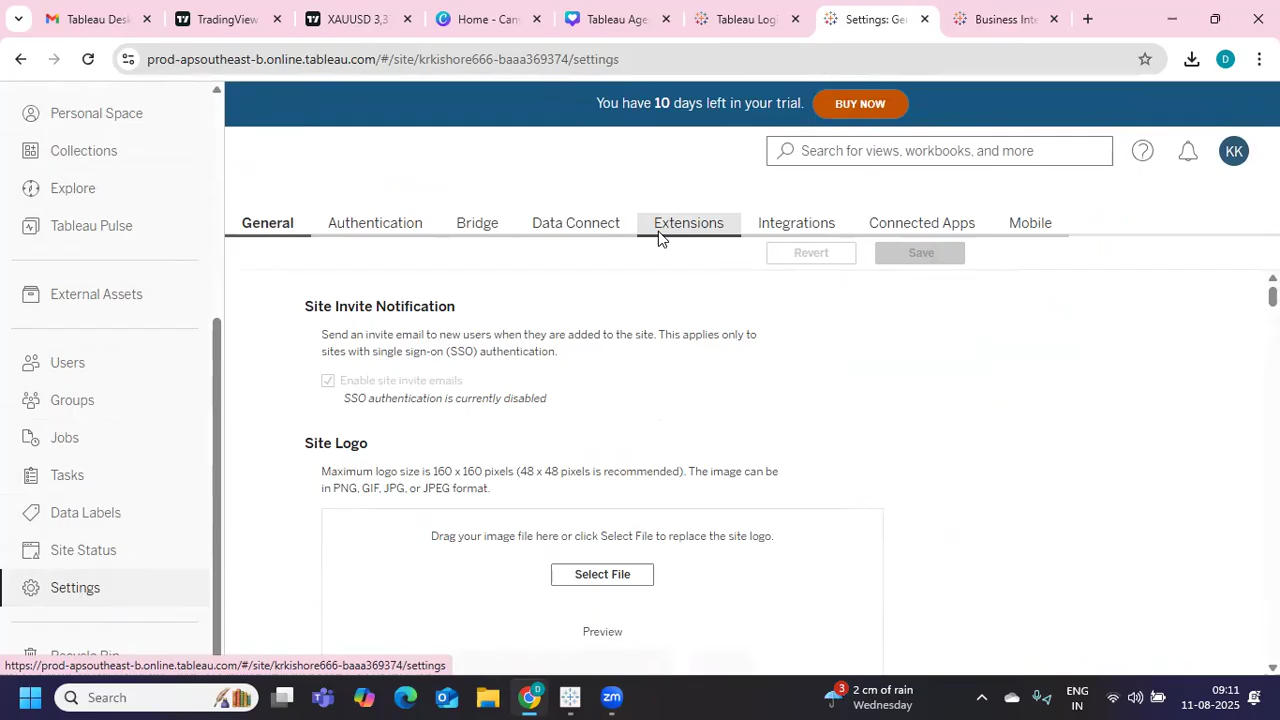 Tableau Desk
TradingView
XAUUSD 3,3
Home - Can
Tableau Age
Tableau Logi
Settings: Ge
Business Inte
prod-apsoutheast-b.online.tableau.com/#/site/krkishore666-baaa369374/settings
D
You have 10 days left in your trial.
BUY NOW
Personal Space
Collections
Explore
Tableau Pulse
External Assets
Users
Groups
Jobs
Tasks
Data Labels
Site Status
Settings
Search for views, workbooks, and more
KK
General
Authentication
Bridge
Data Connect
Extensions
Integrations
Connected Apps
Mobile
Revert
Save
Site Invite Notification
Send an invite email to new users when they are added to the site. This applies only to
sites with single sign-on (SSO) authentication.
Enable site invite emails
SSO authentication is currently disabled
Site Logo
Maximum logo size is 160 x 160 pixels (48 x 48 pixels is recommended). The image can be
in PNG, GIF, JPG, or JPEG format.
Drag your image file here or click Select File to replace the site logo.
Select File
Preview
https://prod-apsoutheast-b.online.tableau.com/#/site/krkishore666-baaa369374/settings
Search
D
zm
3
2 cm of rain
Wednesday
ENG
IN
09:11
11-08-2025